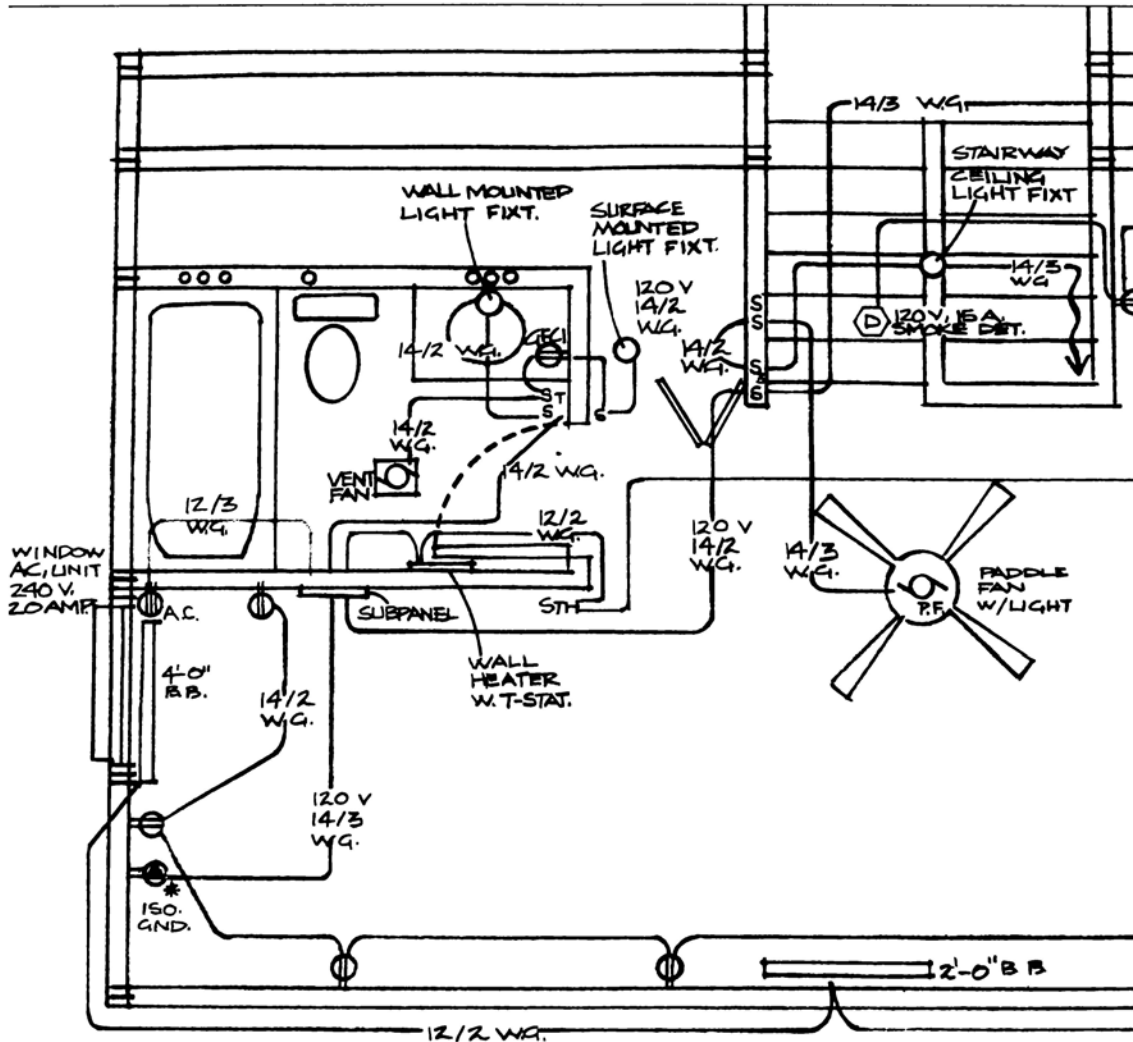 14/3 W.G.
STAIRWAY
CEILING
LIGHT FIXT
WALL MOUNTED
LIGHT FIXT.
SURFACE
MOUNTED
LIGHT FIXT.
14/3
WG
120 V
14/2
W.G.
S
S
D
120 V, 15 A.
SMOKE DET.
14/2 W.G.
GFCI
14/2
W.G.
S
S
3
ST
S
S
14/2
W.G.
14/2 W.G.
VENT
FAN
12/3
W.G.
12/2
W.G.
120 V
14/2
W.G.
14/3
W.G.
WINDOW
AC, UNIT
240 V.
20 AMP.
A.C.
SUBPANEL
STH
P.F.
PADDLE
FAN
W/LIGHT
4'-0"
B.B.
WALL
HEATER
W. T-STAT.
14/2
W.G.
120 V
14/3
W.G.
*
ISO.
GND.
2'-0" B.B
12/2 W.G.